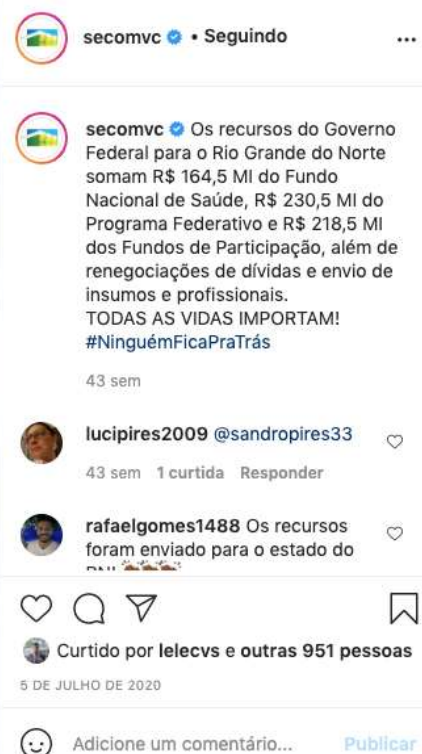 secomvc • Seguindo
secomvc Os recursos do Governo
Federal para o Rio Grande do Norte
somam R$ 164,5 MI do Fundo
Nacional de Saúde, R$ 230,5 MI do
Programa Federativo e R$ 218,5 MI
dos Fundos de Participação, além de
renegociações de dívidas e envio de
insumos e profissionais.
TODAS AS VIDAS IMPORTAM!
#NinguémFicaPraTrás
43 sem
lucipires2009 @sandropires33
43 sem 1 curtida Responder
rafaelgomes1488 Os recursos
foram enviado para o estado do
Curtido por lelecvs e outras 951 pessoas
5 DE JULHO DE 2020
Adicione um comentário... Publicar